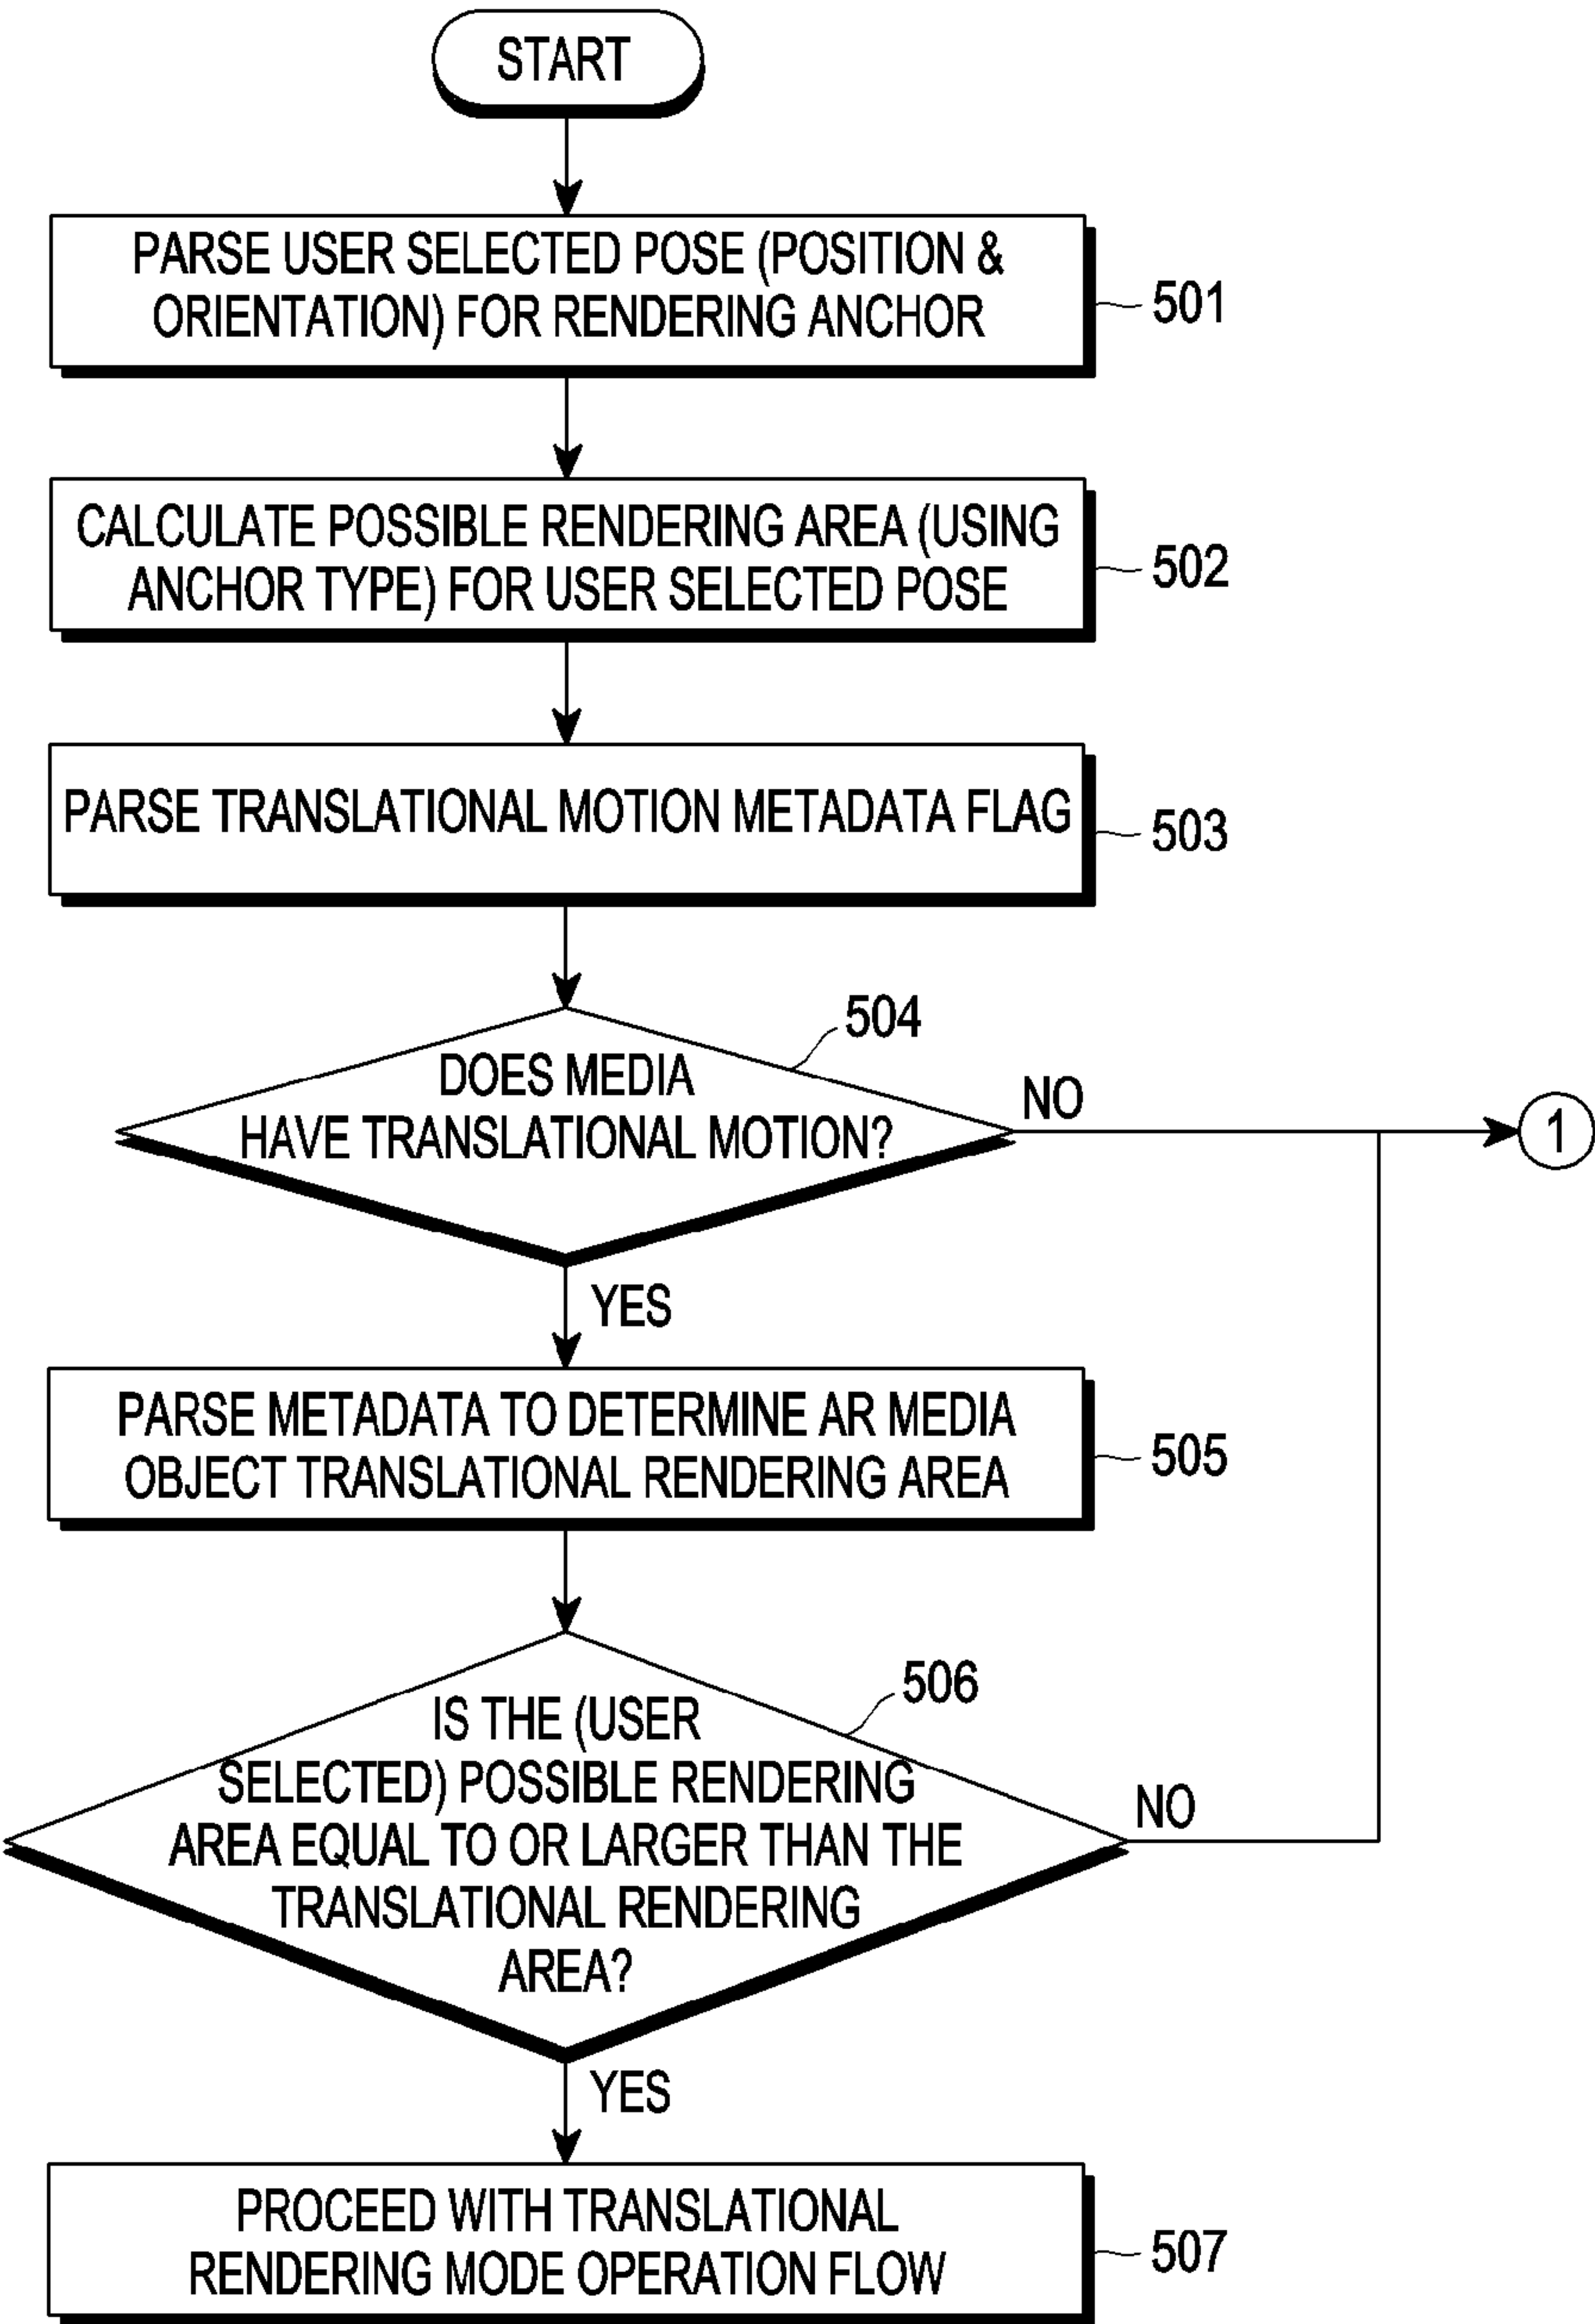 START
PARSE USER SELECTED POSE (POSITION &
ORIENTATION) FOR RENDERING ANCHOR
501
CALCULATE POSSIBLE RENDERING AREA (USING
ANCHOR TYPE) FOR USER SELECTED POSE
502
PARSE TRANSLATIONAL MOTION METADATA FLAG
503
504
DOES MEDIA
HAVE TRANSLATIONAL MOTION?
NO
1
YES
PARSE METADATA TO DETERMINE AR MEDIA
OBJECT TRANSLATIONAL RENDERING AREA
505
506
IS THE (USER
SELECTED) POSSIBLE RENDERING
AREA EQUAL TO OR LARGER THAN THE
TRANSLATIONAL RENDERING
AREA?
NO
YES
PROCEED WITH TRANSLATIONAL
RENDERING MODE OPERATION FLOW
507